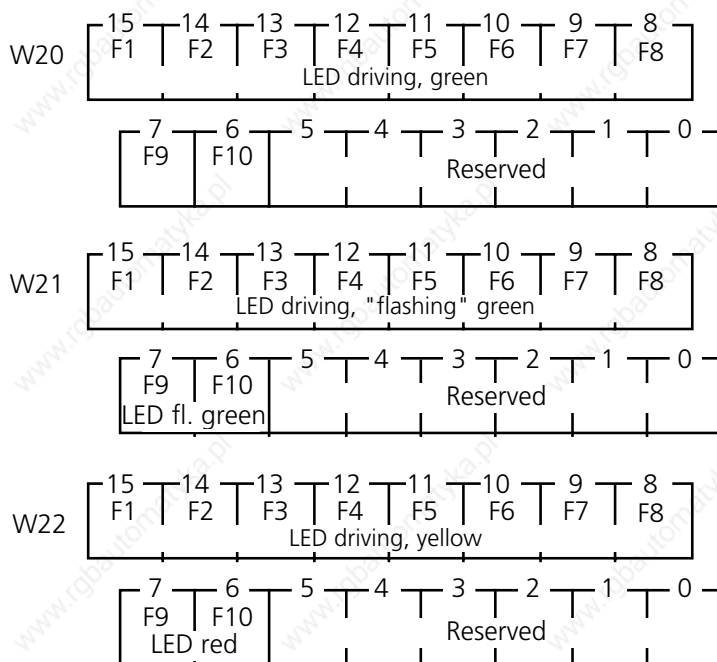 15 14 13 12 11 10 9 8
W20 F1 F2 F3 F4 F5 F6 F7 F8
LED driving, green
7 6 5 4 3 2 1 0
F9 F10 Reserved
15 14 13 12 11 10 9 8
W21 F1 F2 F3 F4 F5 F6 F7 F8
LED driving, "flashing" green
7 6 5 4 3 2 1 0
F9 F10 Reserved
LED fl. green
15 14 13 12 11 10 9 8
W22 F1 F2 F3 F4 F5 F6 F7 F8
LED driving, yellow
7 6 5 4 3 2 1 0
F9 F10 Reserved
LED red
www.rgbautomatyka.pl